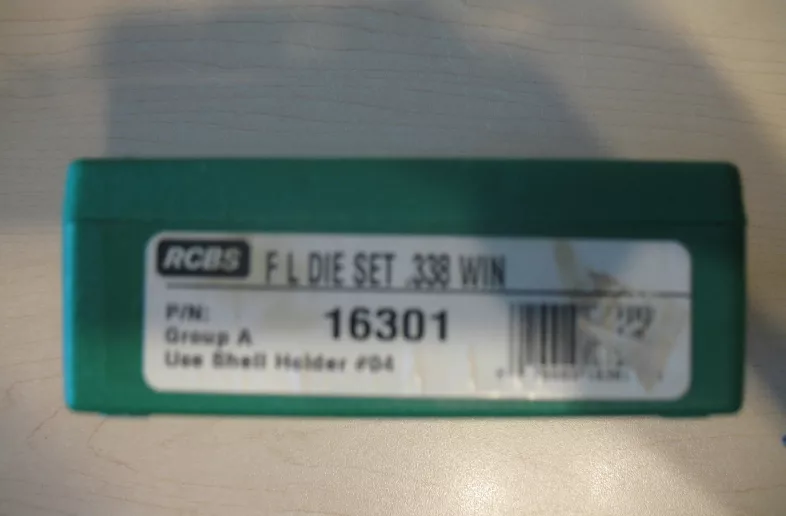 RCBS F L DIE SET .338 WIN
P/N: 16301
Group A
Use Shell Holder #04